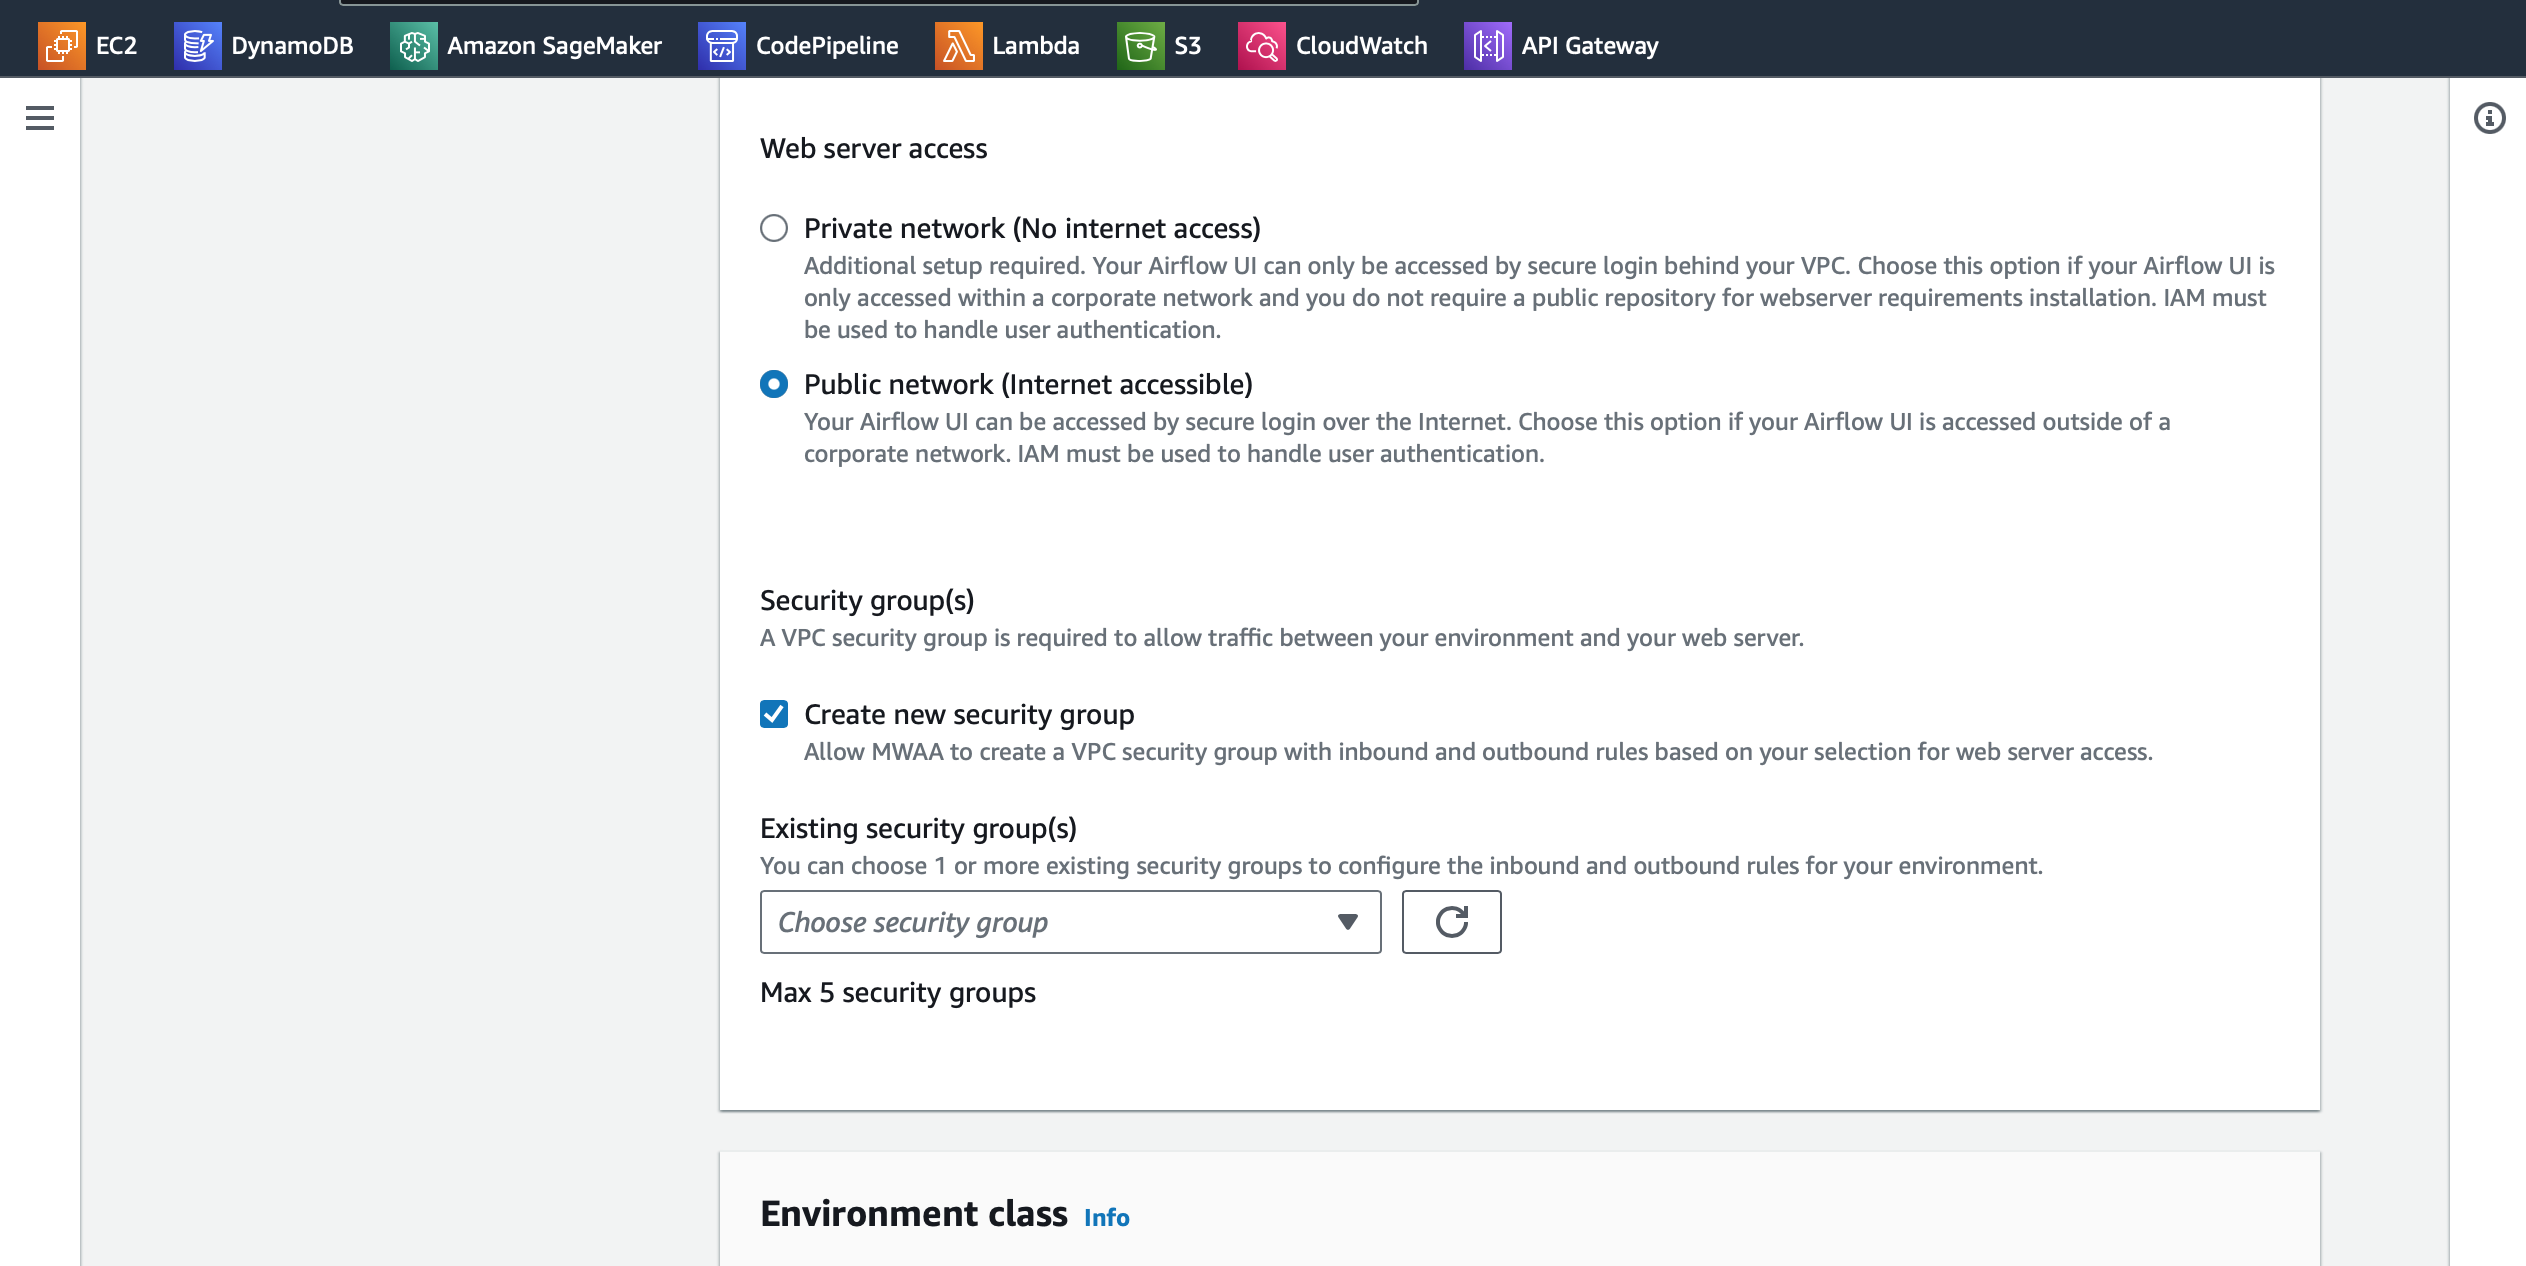 EC2 DynamoDB Amazon SageMaker CodePipeline Lambda S3 CloudWatch API Gateway
Web server access
Private network (No internet access)
Additional setup required. Your Airflow UI can only be accessed by secure login behind your VPC. Choose this option if your Airflow UI is
only accessed within a corporate network and you do not require a public repository for webserver requirements installation. IAM must
be used to handle user authentication.
Public network (Internet accessible)
Your Airflow UI can be accessed by secure login over the Internet. Choose this option if your Airflow UI is accessed outside of a
corporate network. IAM must be used to handle user authentication.
Security group(s)
A VPC security group is required to allow traffic between your environment and your web server.
Create new security group
Allow MWAA to create a VPC security group with inbound and outbound rules based on your selection for web server access.
Existing security group(s)
You can choose 1 or more existing security groups to configure the inbound and outbound rules for your environment.
Choose security group
Max 5 security groups
Environment class Info